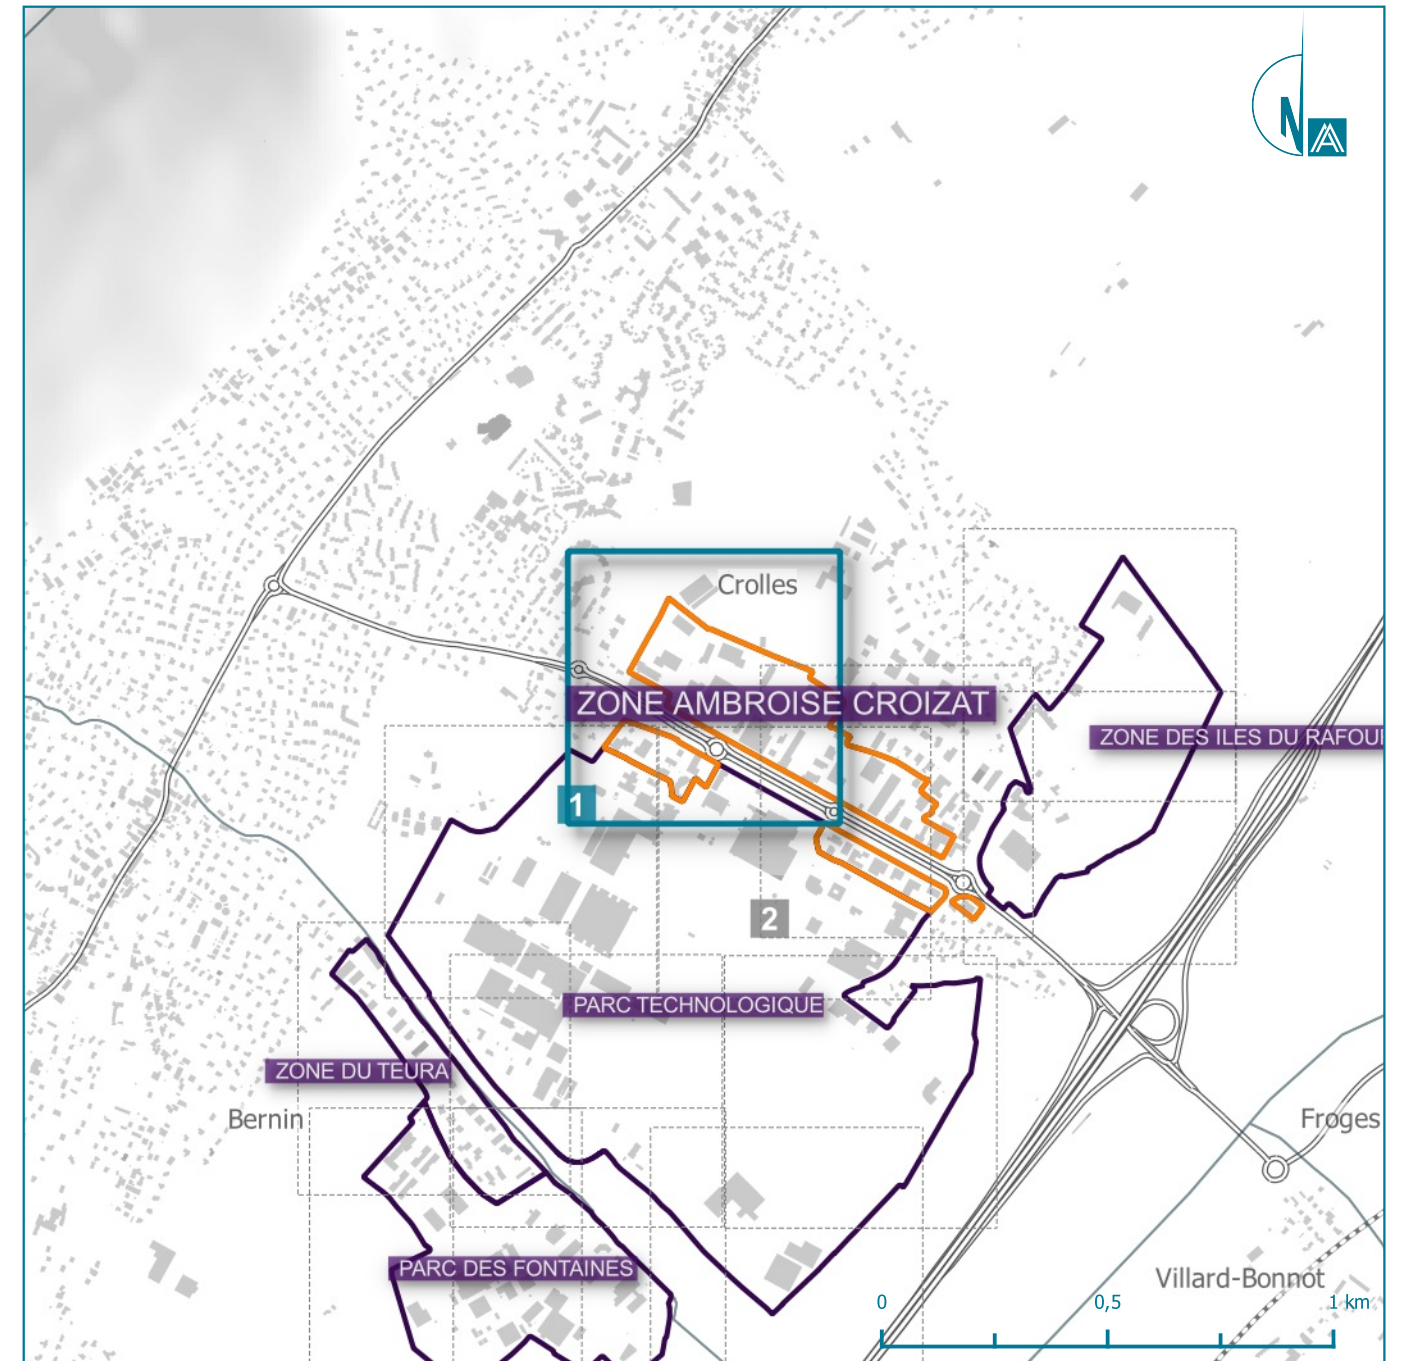 N
Crolles
ZONE AMBROISE CROIZAT
ZONE DES ILES DU RAFOU
1
2
PARC TECHNOLOGIQUE
ZONE DU TEURA
Bernin
Froges
PARC DES FONTAINES
Villard-Bonnot
0 0,5 1 km